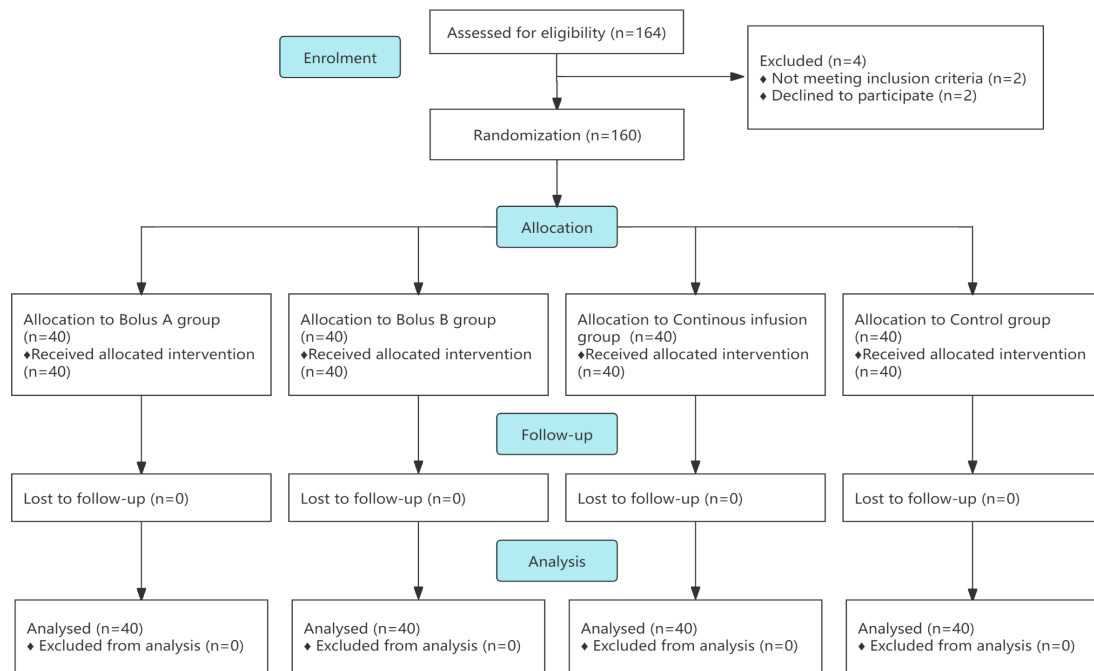 Assessed for eligibility (n=164)
Enrolment
Excluded (n=4)
♦ Not meeting inclusion criteria (n=2)
♦ Declined to participate (n=2)
Randomization (n=160)
Allocation
Allocation to Bolus A group
(n=40)
♦Received allocated intervention
(n=40)
Allocation to Bolus B group
(n=40)
♦Received allocated intervention
(n=40)
Allocation to Continous infusion
group (n=40)
♦Received allocated intervention
(n=40)
Allocation to Control group
(n=40)
♦Received allocated intervention
(n=40)
Follow-up
Lost to follow-up (n=0)
Lost to follow-up (n=0)
Lost to follow-up (n=0)
Lost to follow-up (n=0)
Analysis
Analysed (n=40)
♦ Excluded from analysis (n=0)
Analysed (n=40)
♦ Excluded from analysis (n=0)
Analysed (n=40)
♦ Excluded from analysis (n=0)
Analysed (n=40)
♦ Excluded from analysis (n=0)